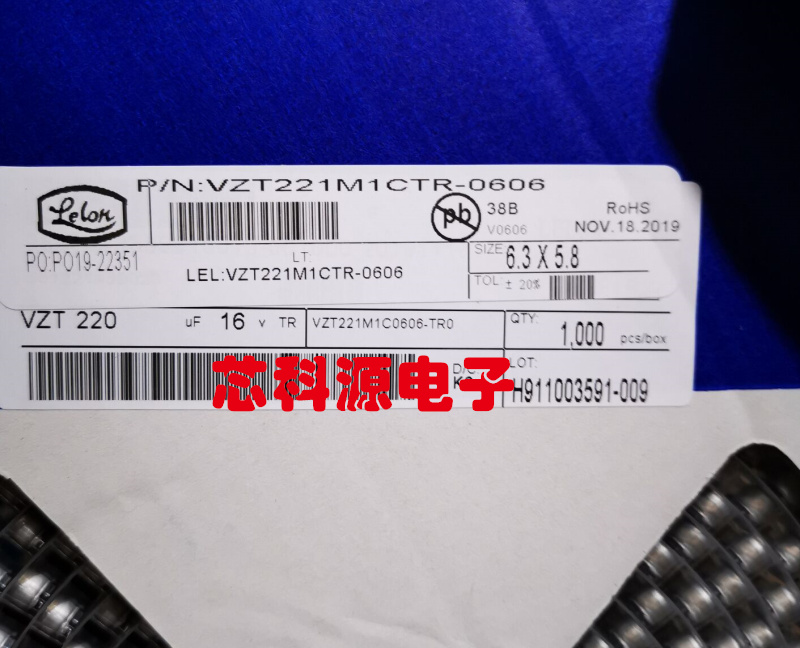 P/N:VZT221M1CTR-0606
Lelon
pb
38B
V0606
RoHS
NOV.18.2019
PO:PO19-22351
LT:
LEL:VZT221M1CTR-0606
SIZE 6.3 X 5.8
TOL: ± 20%
VZT 220 uF 16 V TR
VZT221M1C0606-TR0
QTY: 1,000 pcs/box
LOT:
H911003591-009
芯科源电子